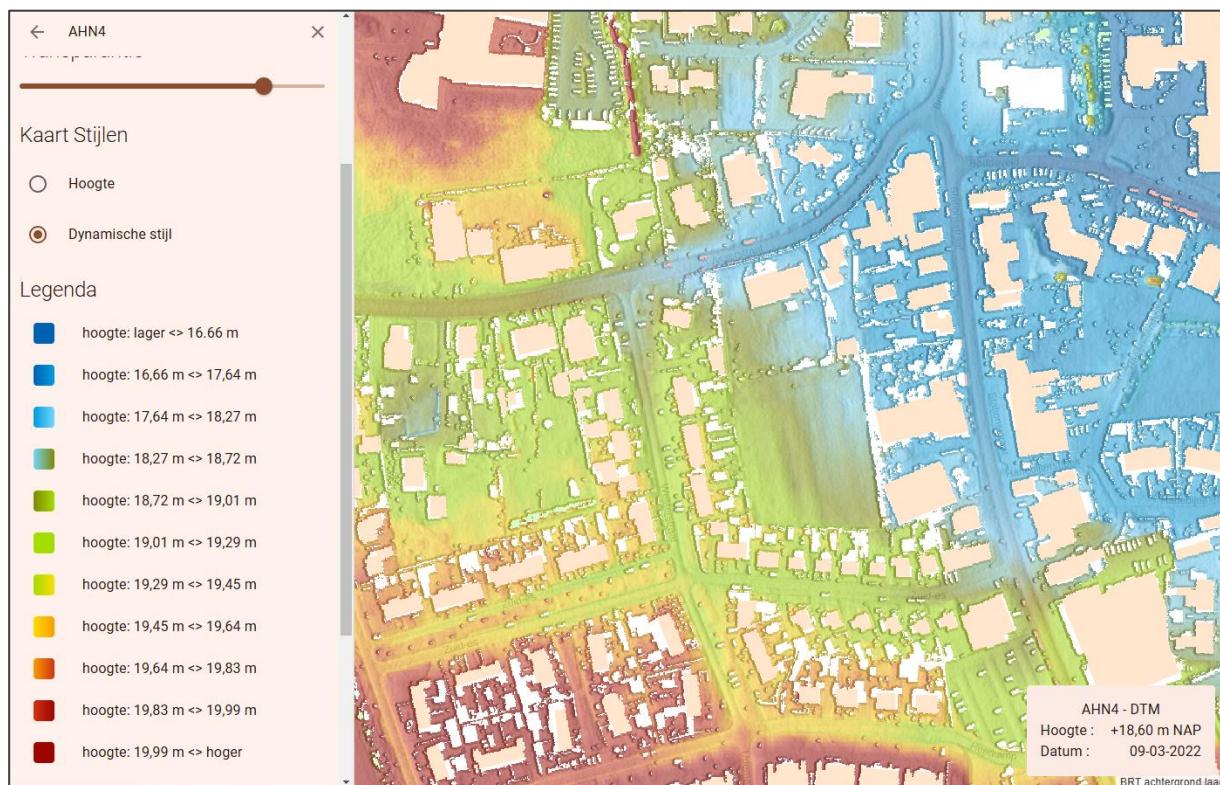 AHN4
Kaart Stijlen
Hoogte
Dynamische stijl
Legenda
hoogte: lager <> 16.66 m
hoogte: 16,66 m <> 17,64 m
hoogte: 17,64 m <> 18,27 m
hoogte: 18,27 m <> 18,72 m
hoogte: 18,72 m <> 19,01 m
hoogte: 19,01 m <> 19,29 m
hoogte: 19,29 m <> 19,45 m
hoogte: 19,45 m <> 19,64 m
hoogte: 19,64 m <> 19,83 m
hoogte: 19,83 m <> 19,99 m
hoogte: 19,99 m <> hoger
AHN4 - DTM
Hoogte : +18,60 m NAP
Datum : 09-03-2022
BRT achtergrond laag